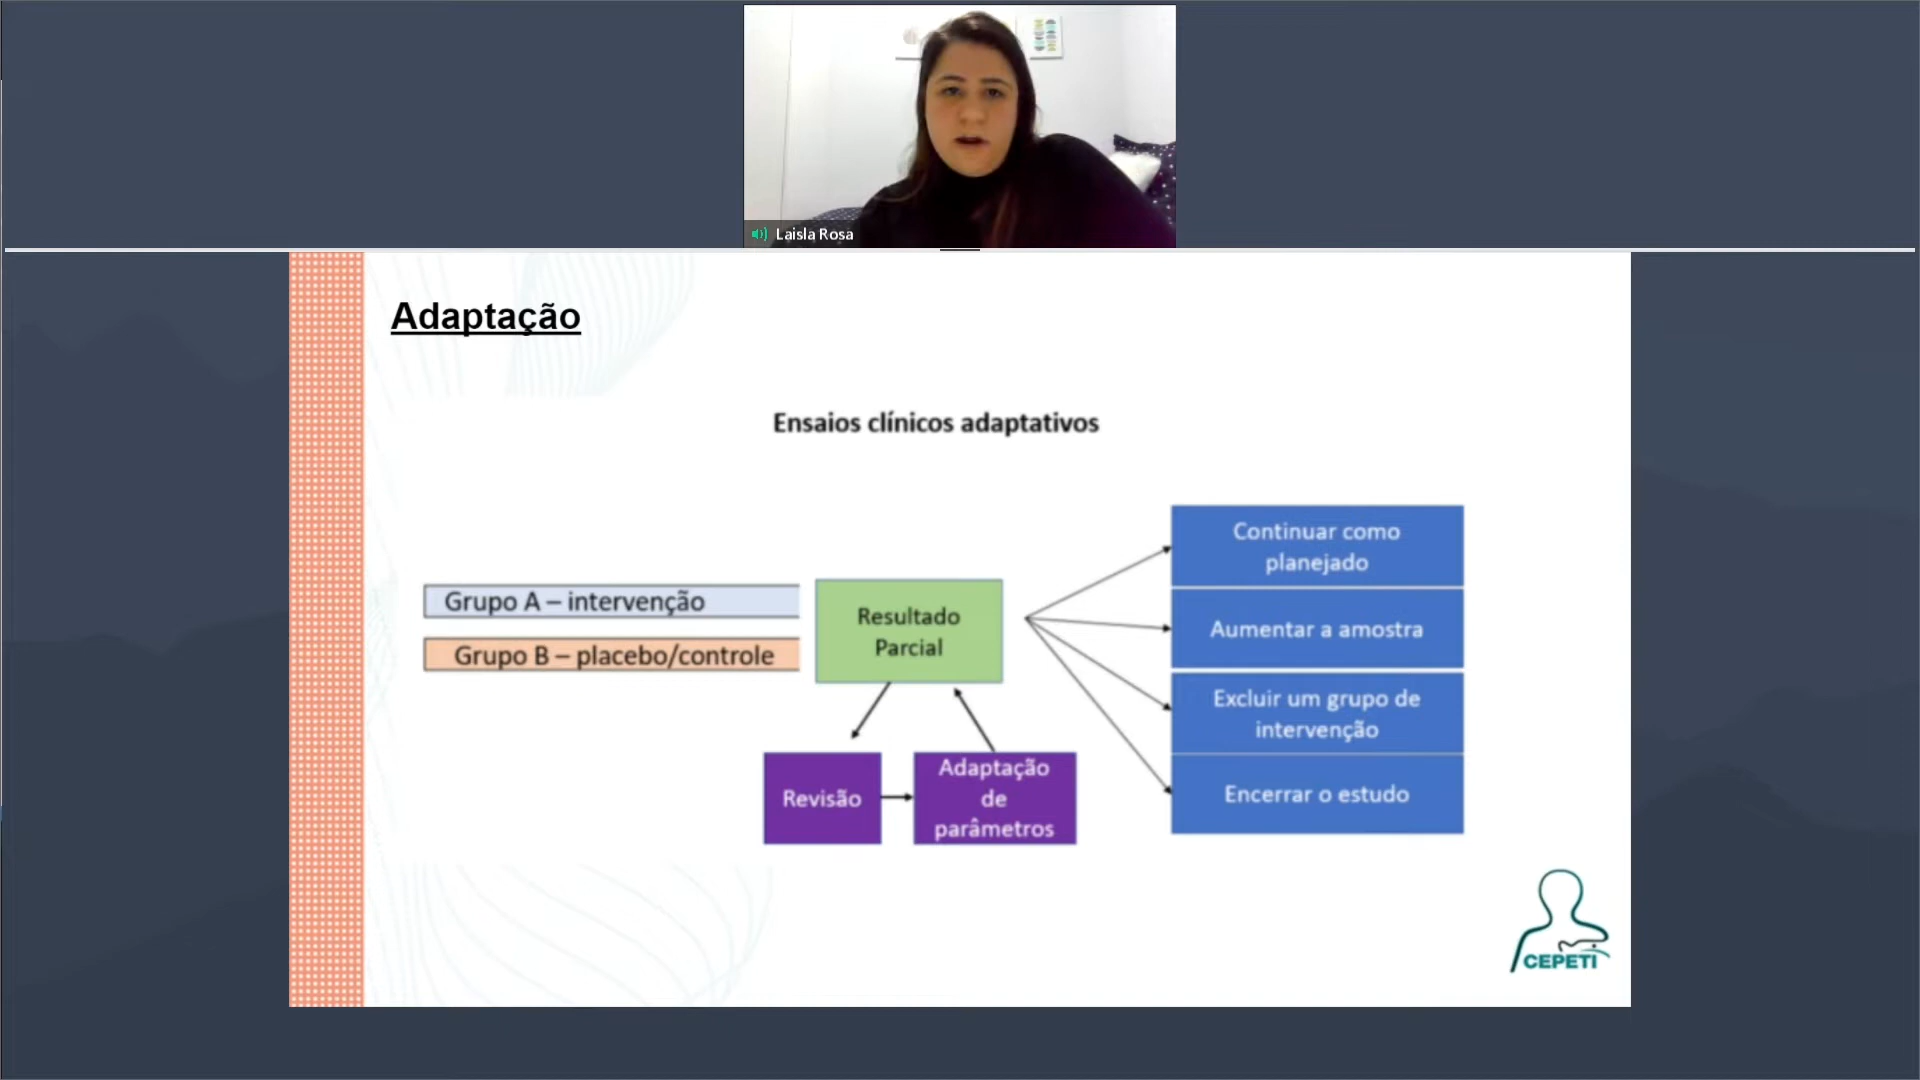 Laisla Rosa
Adaptação
Ensaios clínicos adaptativos
Grupo A – intervenção
Grupo B – placebo/controle
Resultado
Parcial
Revisão
Adaptação
de
parâmetros
Continuar como
planejado
Aumentar a amostra
Excluir um grupo de
intervenção
Encerrar o estudo
CEPETI